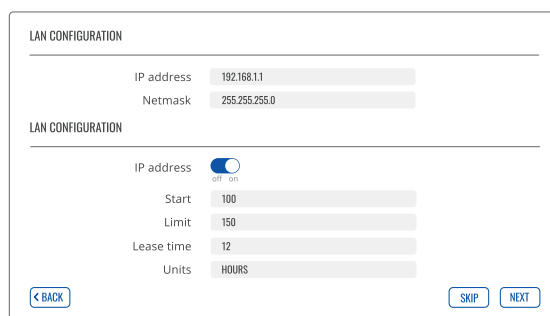 LAN CONFIGURATION
IP address 192.168.1.1
Netmask 255.255.255.0
LAN CONFIGURATION
IP address
off on
Start 100
Limit 150
Lease time 12
Units HOURS
< BACK SKIP NEXT